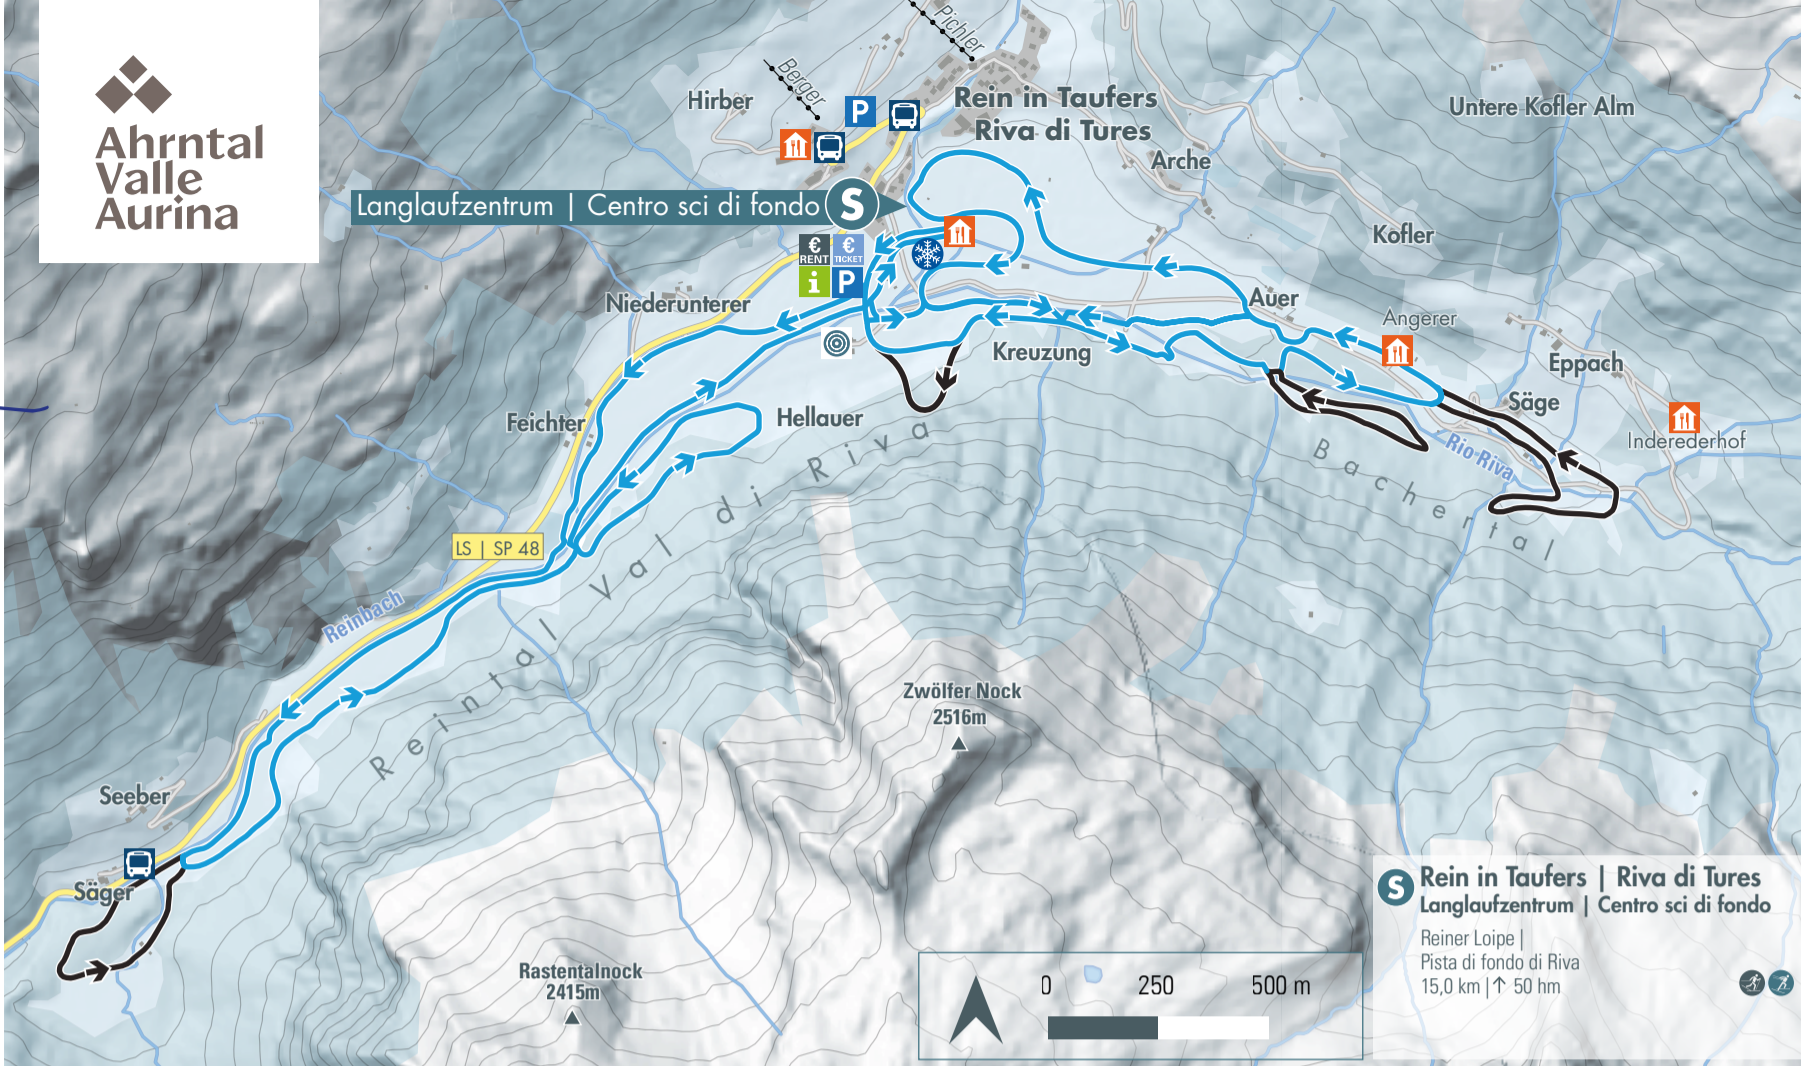 Ahrntal
Valle
Aurina
Pichler
Berger
Hirber
P
Rein in Taufers
Riva di Tures
Untere Kofler Alm
Arche
Langlaufzentrum | Centro sci di fondo
S
Kofler
€
RENT
€
TICKET
i
P
Niederunterer
Auer
Angerer
Kreuzung
Eppach
Feichter
Hellauer
Säge
Inderederhof
Rio Riva
Bachertal
LS | SP 48
Reinbach
Reintal Val di Riva
Zwölfer Nock
2516m
Seeber
Säger
Rastentalnock
2415m
0 250 500 m
S
Rein in Taufers | Riva di Tures
Langlaufzentrum | Centro sci di fondo
Reiner Loipe |
Pista di fondo di Riva
15,0 km | ↑ 50 hm